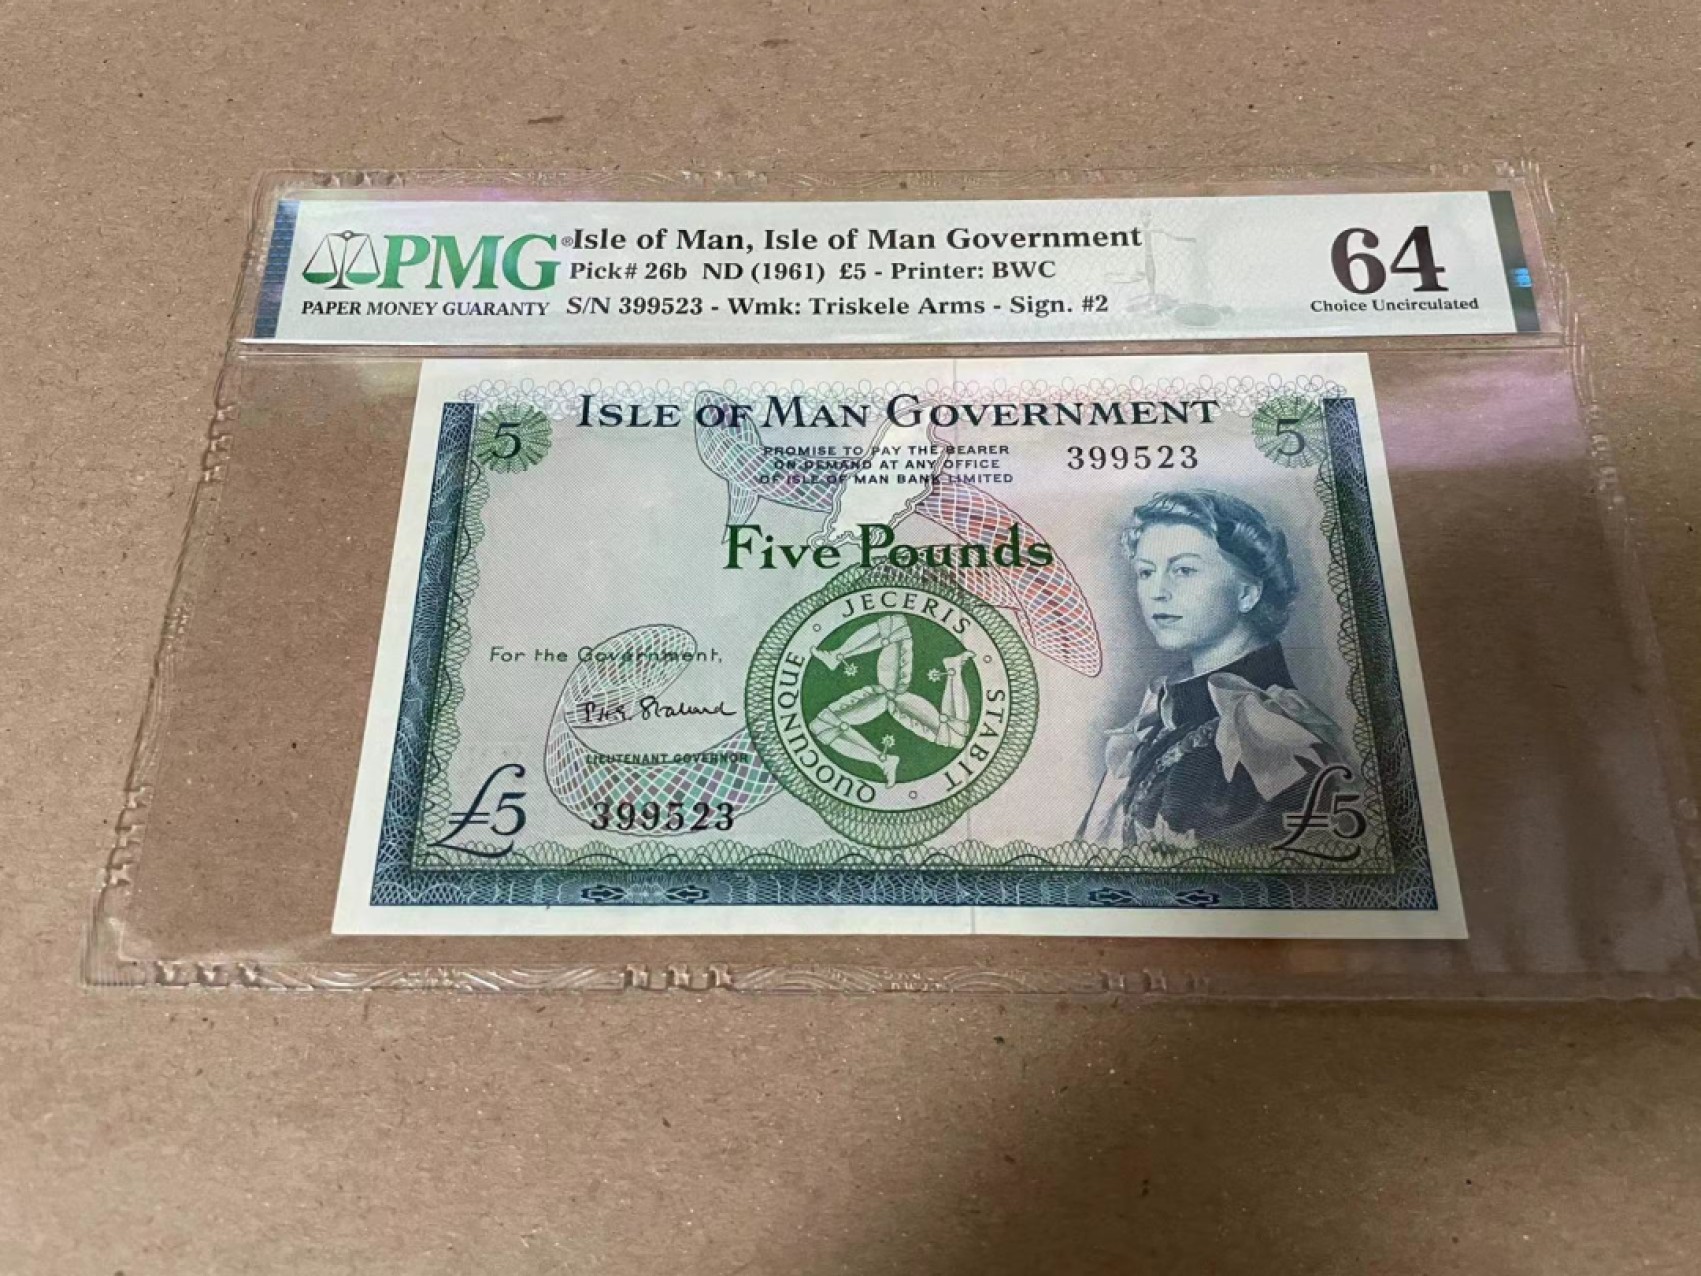 PMG®
PAPER MONEY GUARANTY
Isle of Man, Isle of Man Government
Pick# 26b ND (1961) £5 - Printer: BWC
S/N 399523 - Wmk: Triskele Arms - Sign. #2
64
Choice Uncirculated
5
ISLE OF MAN GOVERNMENT
5
PROMISE TO PAY THE BEARER
ON DEMAND AT ANY OFFICE
OF ISLE OF MAN BANK LIMITED
399523
Five Pounds
QUOCUNQUE JECERIS STABIT
For the Government,
LIEUTENANT GOVERNOR
£5
399523
£5